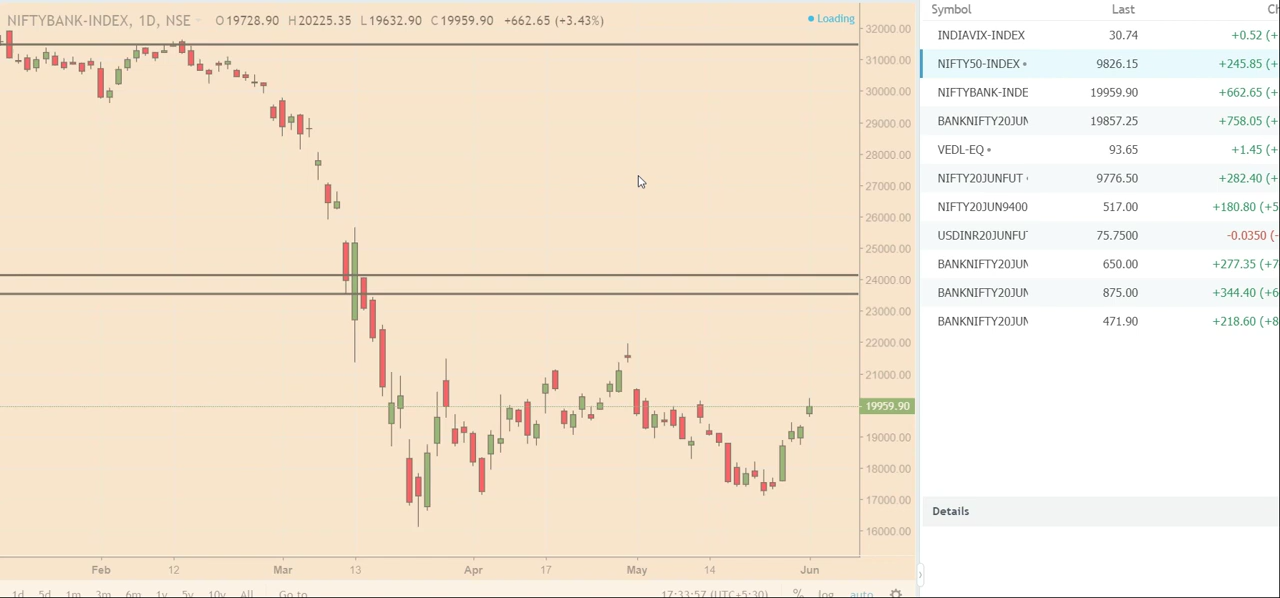 NIFTYBANK-INDEX, 1D, NSE O19728.90 H20225.35 L19632.90 C19959.90 +662.65 (+3.43%)
Loading
32000.00
31000.00
30000.00
29000.00
28000.00
27000.00
26000.00
25000.00
24000.00
23000.00
22000.00
21000.00
19959.90
19000.00
18000.00
17000.00
16000.00
Feb 12 Mar 13 Apr 17 May 14 Jun
1d 5d 1m 3m 6m 1y 5y 10y All Go to 17:33:57 (UTC+5:30) % log auto
Symbol Last Ch
INDIAVIX-INDEX 30.74 +0.52 (+
NIFTY50-INDEX 9826.15 +245.85 (+
NIFTYBANK-INDE 19959.90 +662.65 (+
BANKNIFTY20JUN 19857.25 +758.05 (+
VEDL-EQ 93.65 +1.45 (+
NIFTY20JUNFUT 9776.50 +282.40 (+
NIFTY20JUN9400 517.00 +180.80 (+5
USDINR20JUNFUT 75.7500 -0.0350 (-
BANKNIFTY20JUN 650.00 +277.35 (+7
BANKNIFTY20JUN 875.00 +344.40 (+6
BANKNIFTY20JUN 471.90 +218.60 (+8
Details